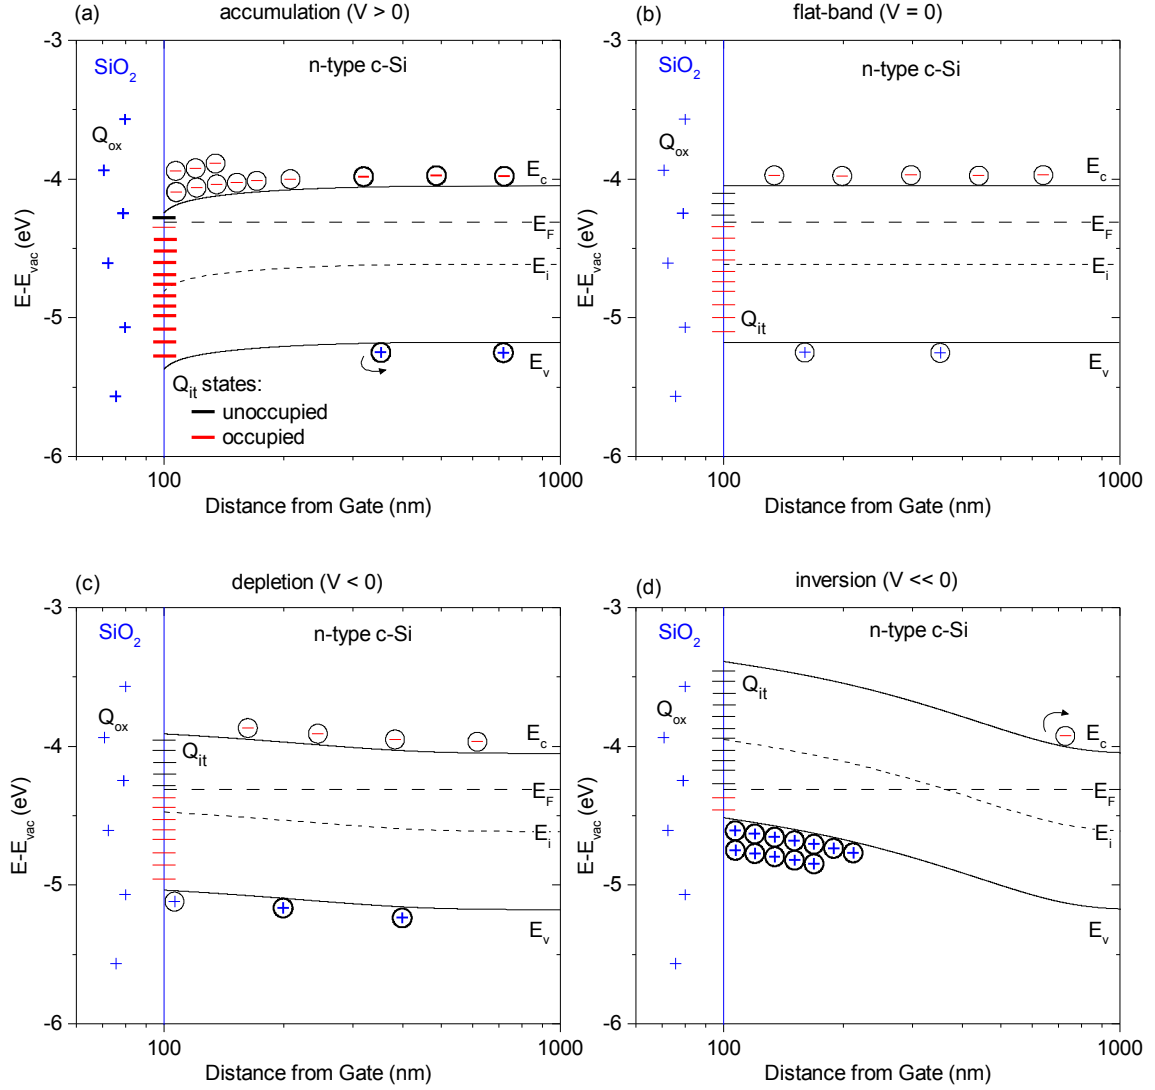 (a) accumulation (V > 0)
-3
SiO2
n-type c-Si
Qox
-4
Ec
EF
E-Evac (eV)
Ei
-5
Ev
Qit states:
unoccupied
occupied
-6
100 1000
Distance from Gate (nm)
(b) flat-band (V = 0)
-3
SiO2
n-type c-Si
Qox
-4
Ec
EF
E-Evac (eV)
Ei
-5
Qit
Ev
-6
100 1000
Distance from Gate (nm)
(c) depletion (V < 0)
-3
SiO2
n-type c-Si
Qox
Ec
-4
Qit
EF
E-Evac (eV)
Ei
-5
Ev
-6
100 1000
Distance from Gate (nm)
(d) inversion (V << 0)
-3
SiO2
n-type c-Si
Qit
Qox
Ec
-4
EF
E-Evac (eV)
Ei
-5
Ev
-6
100 1000
Distance from Gate (nm)